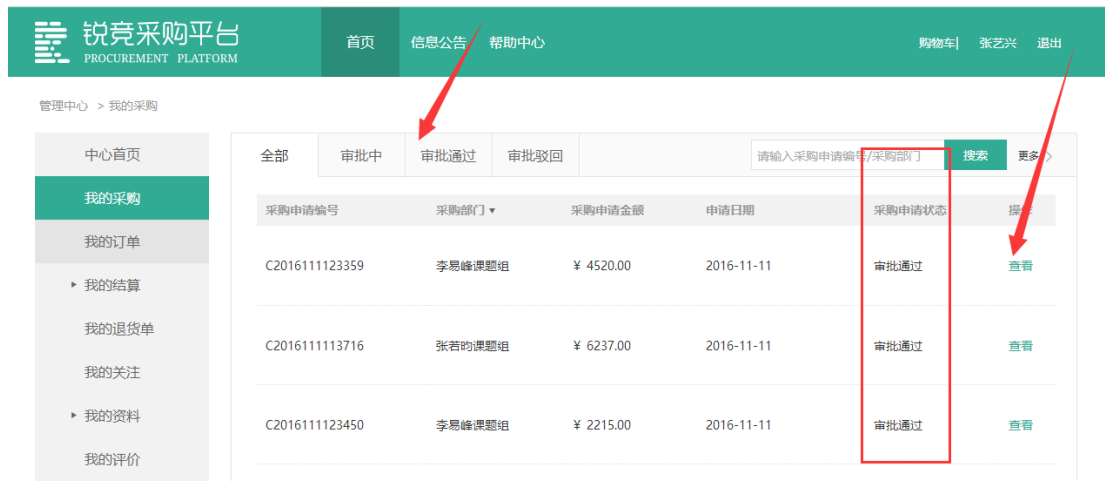 锐竞采购平台
PROCUREMENT PLATFORM
首页 信息公告 帮助中心 购物车| 张艺兴 退出
管理中心 > 我的采购
中心首页
我的采购
我的订单
我的结算
我的退货单
我的关注
我的资料
我的评价
全部 审批中 审批通过 审批驳回 请输入采购申请编号/采购部门 搜索 更多 >
采购申请编号 采购部门 ▼ 采购申请金额 申请日期 采购申请状态 操作
C2016111123359 李易峰课题组 ¥ 4520.00 2016-11-11 审批通过 查看
C2016111113716 张若昀课题组 ¥ 6237.00 2016-11-11 审批通过 查看
C2016111123450 李易峰课题组 ¥ 2215.00 2016-11-11 审批通过 查看